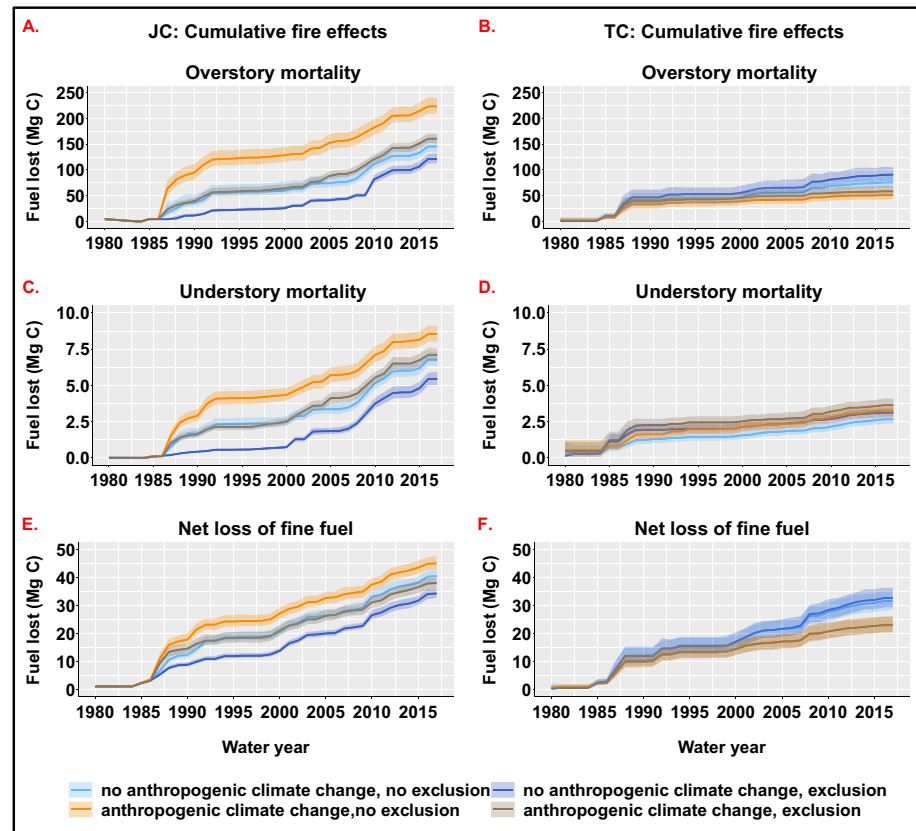 A.
JC: Cumulative fire effects
Overstory mortality
Fuel lost (Mg C)
250
200
150
100
50
0
1980 1985 1990 1995 2000 2005 2010 2015
B.
TC: Cumulative fire effects
Overstory mortality
Fuel lost (Mg C)
250
200
150
100
50
0
1980 1985 1990 1995 2000 2005 2010 2015
C.
Understory mortality
Fuel lost (Mg C)
10.0
7.5
5.0
2.5
0.0
1980 1985 1990 1995 2000 2005 2010 2015
D.
Understory mortality
Fuel lost (Mg C)
10.0
7.5
5.0
2.5
0.0
1980 1985 1990 1995 2000 2005 2010 2015
E.
Net loss of fine fuel
Fuel lost (Mg C)
50
40
30
20
10
0
1980 1985 1990 1995 2000 2005 2010 2015
Water year
F.
Net loss of fine fuel
Fuel lost (Mg C)
50
40
30
20
10
0
1980 1985 1990 1995 2000 2005 2010 2015
Water year
no anthropogenic climate change, no exclusion
no anthropogenic climate change, exclusion
anthropogenic climate change,no exclusion
anthropogenic climate change, exclusion